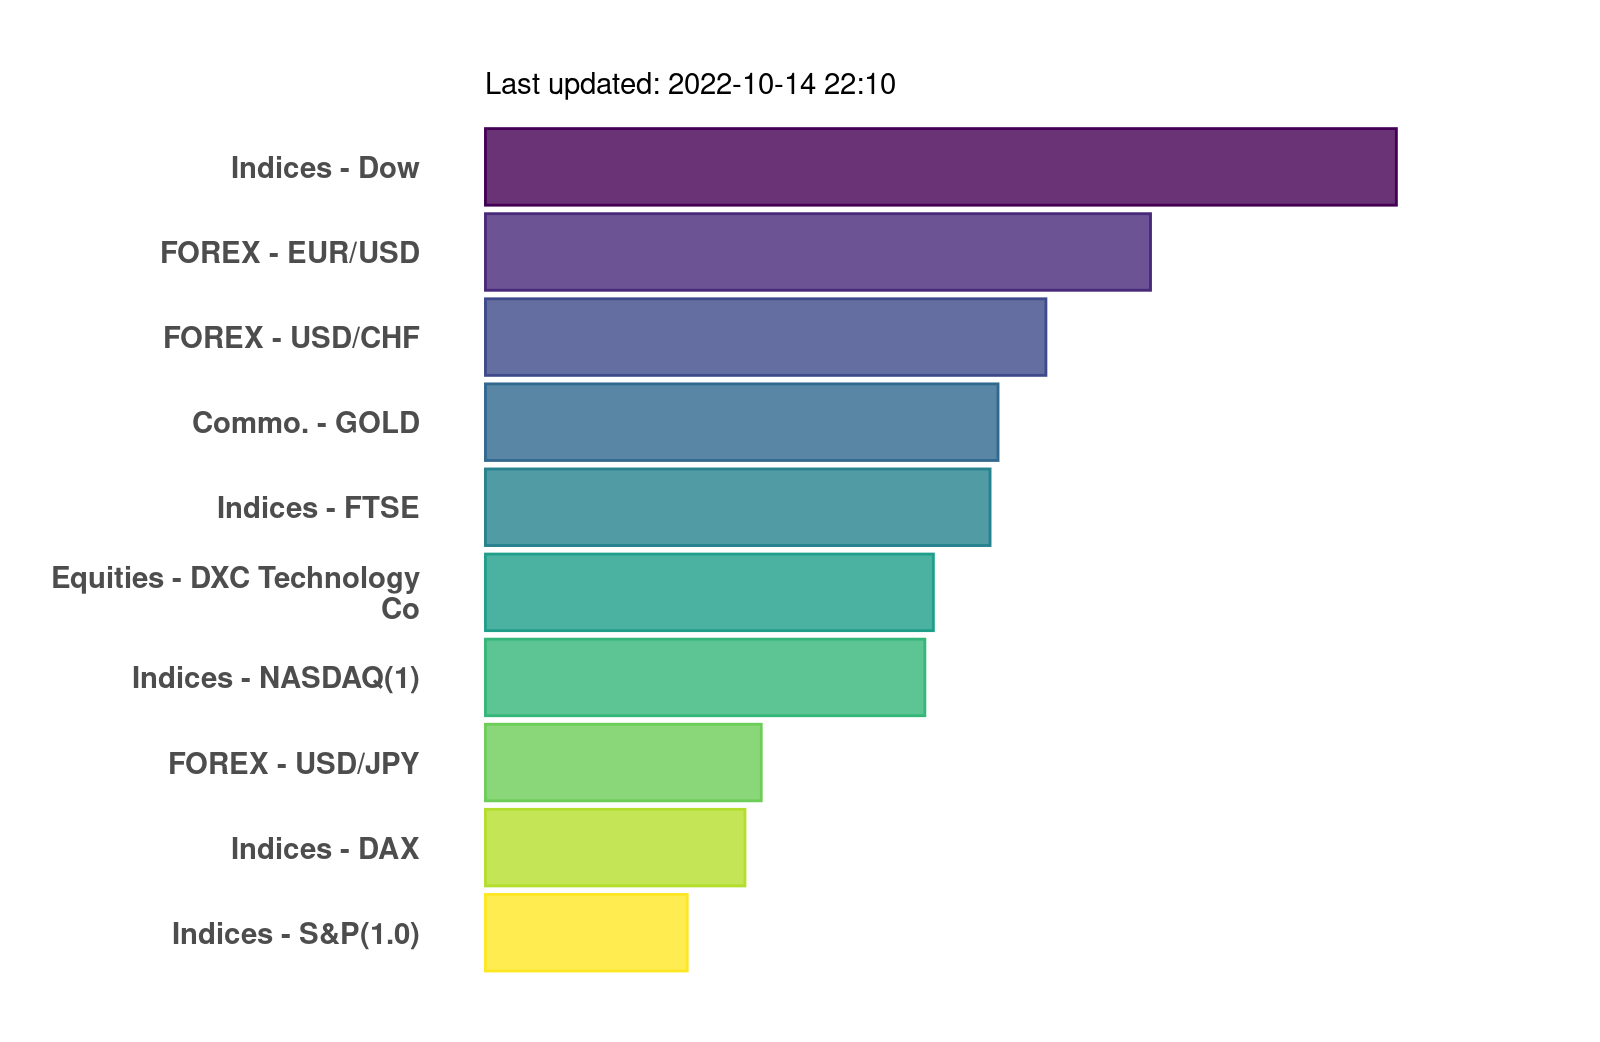 Last updated: 2022-10-14 22:10
Indices - Dow
FOREX - EUR/USD
FOREX - USD/CHF
Commo. - GOLD
Indices - FTSE
Equities - DXC Technology
Co
Indices - NASDAQ(1)
FOREX - USD/JPY
Indices - DAX
Indices - S&P(1.0)